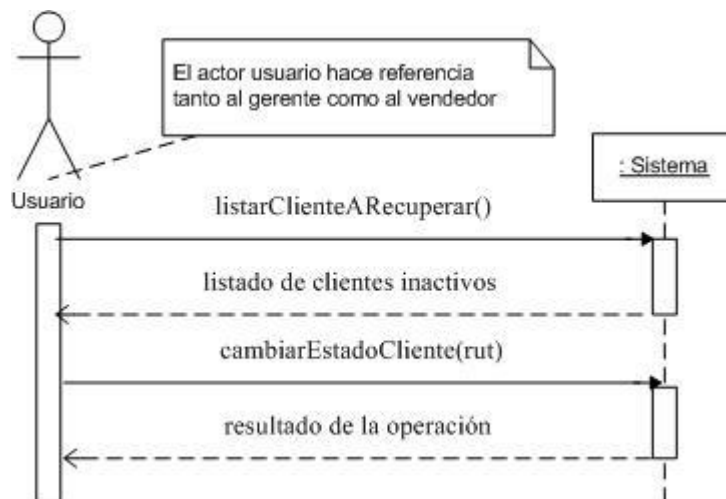 El actor usuario hace referencia
tanto al gerente como al vendedor
: Sistema
Usuario
listarClienteARecuperar()
listado de clientes inactivos
cambiarEstadoCliente(rut)
resultado de la operación